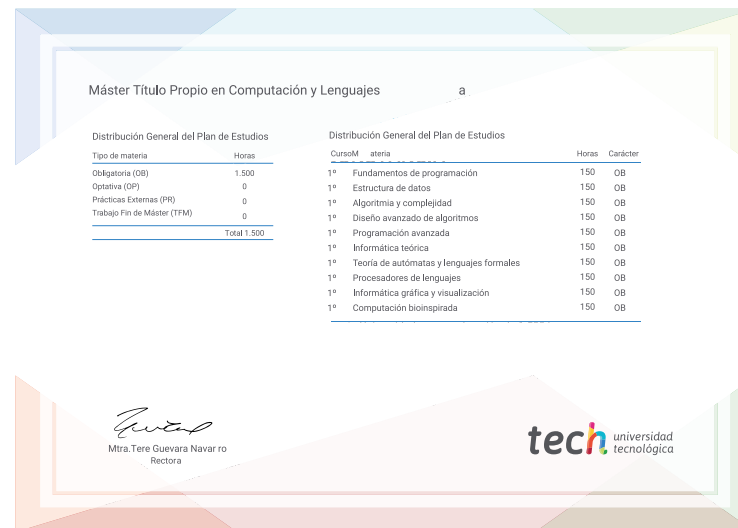 Máster Título Propio en Computación y Lenguajes a
Distribución General del Plan de Estudios
Tipo de materia Horas
Obligatoria (OB) 1.500
Optativa (OP) 0
Prácticas Externas (PR) 0
Trabajo Fin de Máster (TFM) 0
Total 1.500
Distribución General del Plan de Estudios
CursoM ateria Horas Carácter
1º Fundamentos de programación 150 OB
1º Estructura de datos 150 OB
1º Algoritmia y complejidad 150 OB
1º Diseño avanzado de algoritmos 150 OB
1º Programación avanzada 150 OB
1º Informática teórica 150 OB
1º Teoría de autómatas y lenguajes formales 150 OB
1º Procesadores de lenguajes 150 OB
1º Informática gráfica y visualización 150 OB
1º Computación bioinspirada 150 OB
Mtra.Tere Guevara Navar ro
Rectora
tech universidad
tecnológica